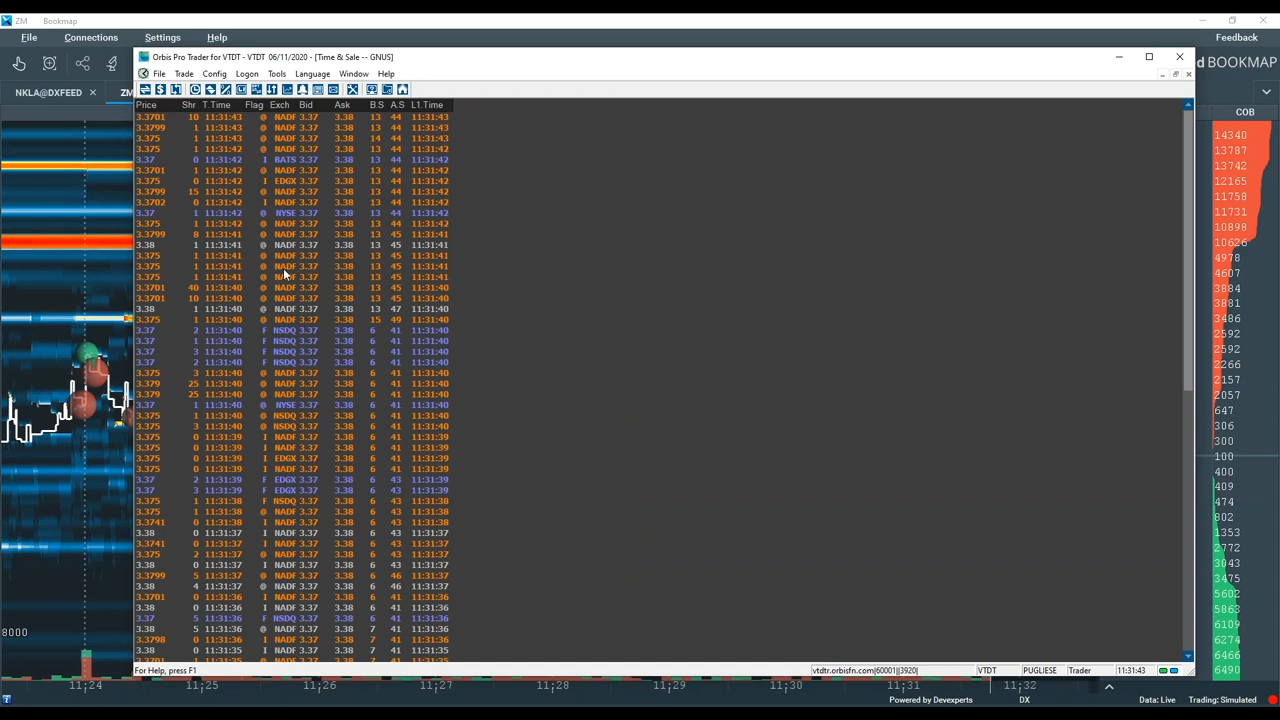 ZM Bookmap
File Connections Settings Help Feedback
Orbis Pro Trader for VTDT - VTDT 06/11/2020 - [Time & Sale -- GNUS]
BOOKMAP
File Trade Config Logon Tools Language Window Help
NKLA@DXFEED ZM
Price Shr T.Time Flag Exch Bid Ask B.S A.S L1.Time COB
3.3701 10 11:31:43 @ NADF 3.37 3.38 13 44 11:31:43
3.3799 1 11:31:43 @ NADF 3.37 3.38 13 44 11:31:43
3.375 1 11:31:43 @ NADF 3.37 3.38 14 44 11:31:43
3.375 1 11:31:42 @ NADF 3.37 3.38 13 44 11:31:42
3.37 0 11:31:42 I BATS 3.37 3.38 13 44 11:31:42
3.3701 1 11:31:42 @ NADF 3.37 3.38 13 44 11:31:42
3.375 0 11:31:42 I EDGX 3.37 3.38 13 44 11:31:42
3.3799 15 11:31:42 @ NADF 3.37 3.38 13 44 11:31:42
3.3702 0 11:31:42 I NADF 3.37 3.38 13 44 11:31:42
3.37 1 11:31:42 @ NYSE 3.37 3.38 13 44 11:31:42
3.375 1 11:31:42 @ NADF 3.37 3.38 13 44 11:31:42
3.3799 8 11:31:41 @ NADF 3.37 3.38 13 45 11:31:41
3.38 1 11:31:41 @ NADF 3.37 3.38 13 45 11:31:41
3.375 1 11:31:41 @ NADF 3.37 3.38 13 45 11:31:41
3.375 1 11:31:41 @ NADF 3.37 3.38 13 45 11:31:41
3.375 1 11:31:41 @ NADF 3.37 3.38 13 45 11:31:41
3.3701 40 11:31:40 @ NADF 3.37 3.38 13 45 11:31:40
3.3701 10 11:31:40 @ NADF 3.37 3.38 13 45 11:31:40
3.38 1 11:31:40 @ NADF 3.37 3.38 13 47 11:31:40
3.375 1 11:31:40 @ NADF 3.37 3.38 15 49 11:31:40
3.37 2 11:31:40 F NSDQ 3.37 3.38 6 41 11:31:40
3.37 1 11:31:40 F NSDQ 3.37 3.38 6 41 11:31:40
3.37 3 11:31:40 F NSDQ 3.37 3.38 6 41 11:31:40
3.37 2 11:31:40 F NSDQ 3.37 3.38 6 41 11:31:40
3.375 3 11:31:40 @ NADF 3.37 3.38 6 41 11:31:40
3.379 25 11:31:40 @ NADF 3.37 3.38 6 41 11:31:40
3.379 25 11:31:40 @ NADF 3.37 3.38 6 41 11:31:40
3.37 1 11:31:40 @ NYSE 3.37 3.38 6 41 11:31:40
3.375 1 11:31:40 @ NSDQ 3.37 3.38 6 41 11:31:40
3.375 3 11:31:40 @ NSDQ 3.37 3.38 6 41 11:31:40
3.375 0 11:31:39 I NADF 3.37 3.38 6 41 11:31:39
3.375 0 11:31:39 I NADF 3.37 3.38 6 41 11:31:39
3.375 0 11:31:39 I EDGX 3.37 3.38 6 41 11:31:39
3.375 0 11:31:39 I NADF 3.37 3.38 6 41 11:31:39
3.37 2 11:31:39 F EDGX 3.37 3.38 6 43 11:31:39
3.37 3 11:31:39 F EDGX 3.37 3.38 6 43 11:31:39
3.375 1 11:31:38 F NSDQ 3.37 3.38 6 43 11:31:38
3.375 1 11:31:38 @ NADF 3.37 3.38 6 43 11:31:38
3.3741 0 11:31:38 I NADF 3.37 3.38 6 43 11:31:38
3.38 0 11:31:37 I NADF 3.37 3.38 6 43 11:31:37
3.3741 0 11:31:37 I NADF 3.37 3.38 6 43 11:31:37
3.375 2 11:31:37 @ NADF 3.37 3.38 6 43 11:31:37
3.38 0 11:31:37 I NADF 3.37 3.38 6 43 11:31:37
3.3799 5 11:31:37 @ NADF 3.37 3.38 6 46 11:31:37
3.38 4 11:31:37 @ NADF 3.37 3.38 6 46 11:31:37
3.3701 0 11:31:36 I NADF 3.37 3.38 6 41 11:31:36
3.38 0 11:31:36 I NADF 3.37 3.38 6 41 11:31:36
3.37 5 11:31:36 F NSDQ 3.37 3.38 6 41 11:31:36
3.38 5 11:31:36 @ NADF 3.37 3.38 7 41 11:31:36
3.3798 0 11:31:36 I NADF 3.37 3.38 7 41 11:31:36
3.38 0 11:31:35 I NADF 3.37 3.38 7 41 11:31:35
3.3701 1 11:31:35 @ NADF 3.37 3.38 7 41 11:31:35
14340
13787
13742
12165
11758
11731
10898
10626
4978
4607
3884
3881
3486
2592
2592
2266
2157
2057
647
306
300
100
400
409
474
802
1353
2772
3043
3475
5602
5863
6109
6274
6466
6490
8000
For Help, press F1 vtdtr.orbisfn.com|60001||3920| VTDT PUGLIESE Trader 11:31:43
11:24 11:25 11:26 11:27 11:28 11:29 11:30 11:31 11:32
Powered by Devexperts DX Data: Live Trading: Simulated